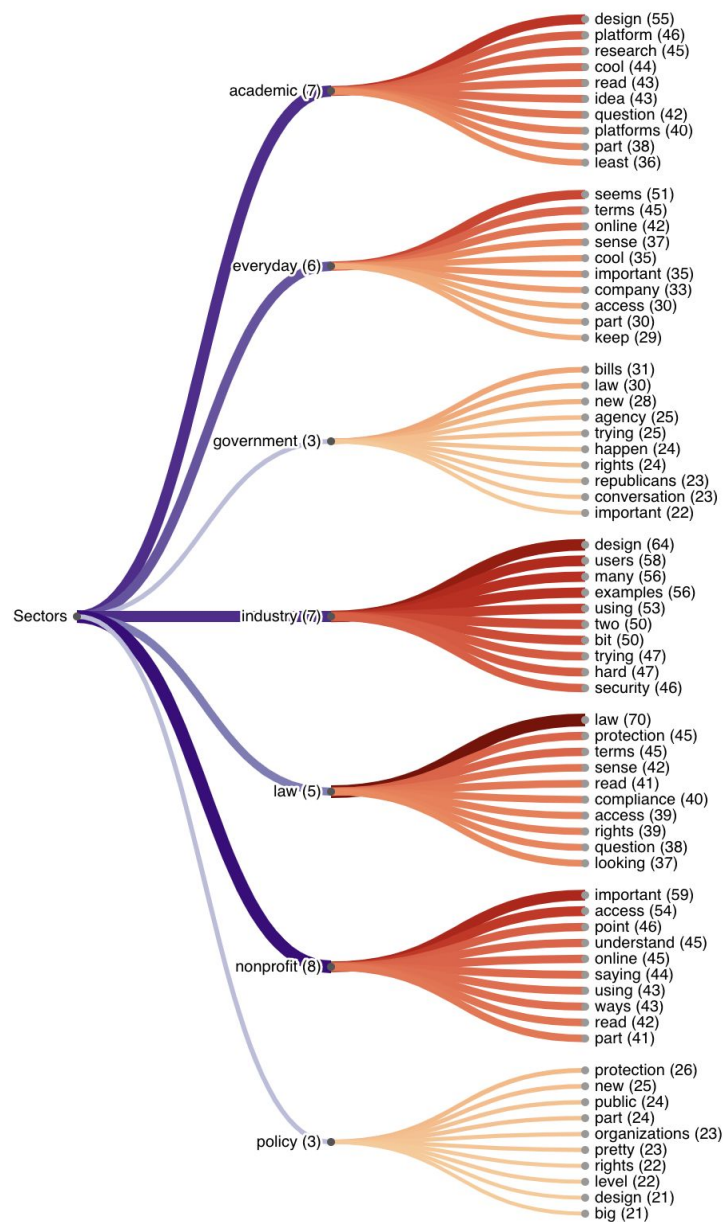 Sectors
academic (7)
design (55)
platform (46)
research (45)
cool (44)
read (43)
idea (43)
question (42)
platforms (40)
part (38)
least (36)
everyday (6)
seems (51)
terms (45)
online (42)
sense (37)
cool (35)
important (35)
company (33)
access (30)
part (30)
keep (29)
government (3)
bills (31)
law (30)
new (28)
agency (25)
trying (25)
happen (24)
rights (24)
republicans (23)
conversation (23)
important (22)
industry (7)
design (64)
users (58)
many (56)
examples (56)
using (53)
two (50)
bit (50)
trying (47)
hard (47)
security (46)
law (5)
law (70)
protection (45)
terms (45)
sense (42)
read (41)
compliance (40)
access (39)
rights (39)
question (38)
looking (37)
nonprofit (8)
important (59)
access (54)
point (46)
understand (45)
online (45)
saying (44)
using (43)
ways (43)
read (42)
part (41)
policy (3)
protection (26)
new (25)
public (24)
part (24)
organizations (23)
pretty (23)
rights (22)
level (22)
design (21)
big (21)